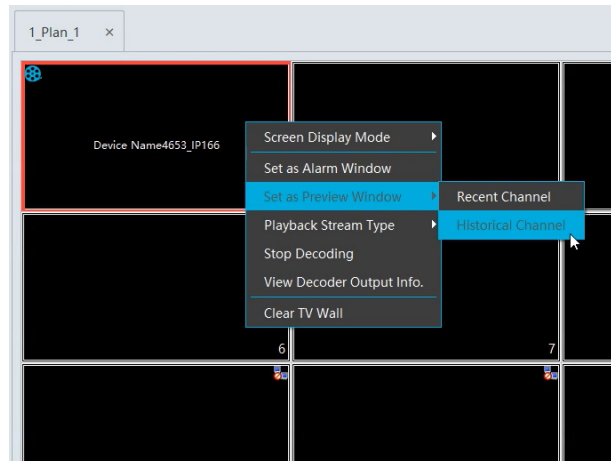 1_Plan_1 ×
Device Name4653_IP166
Screen Display Mode
Set as Alarm Window
Set as Preview Window
Recent Channel
Playback Stream Type
Historical Channel
Stop Decoding
View Decoder Output Info.
Clear TV Wall
6
7